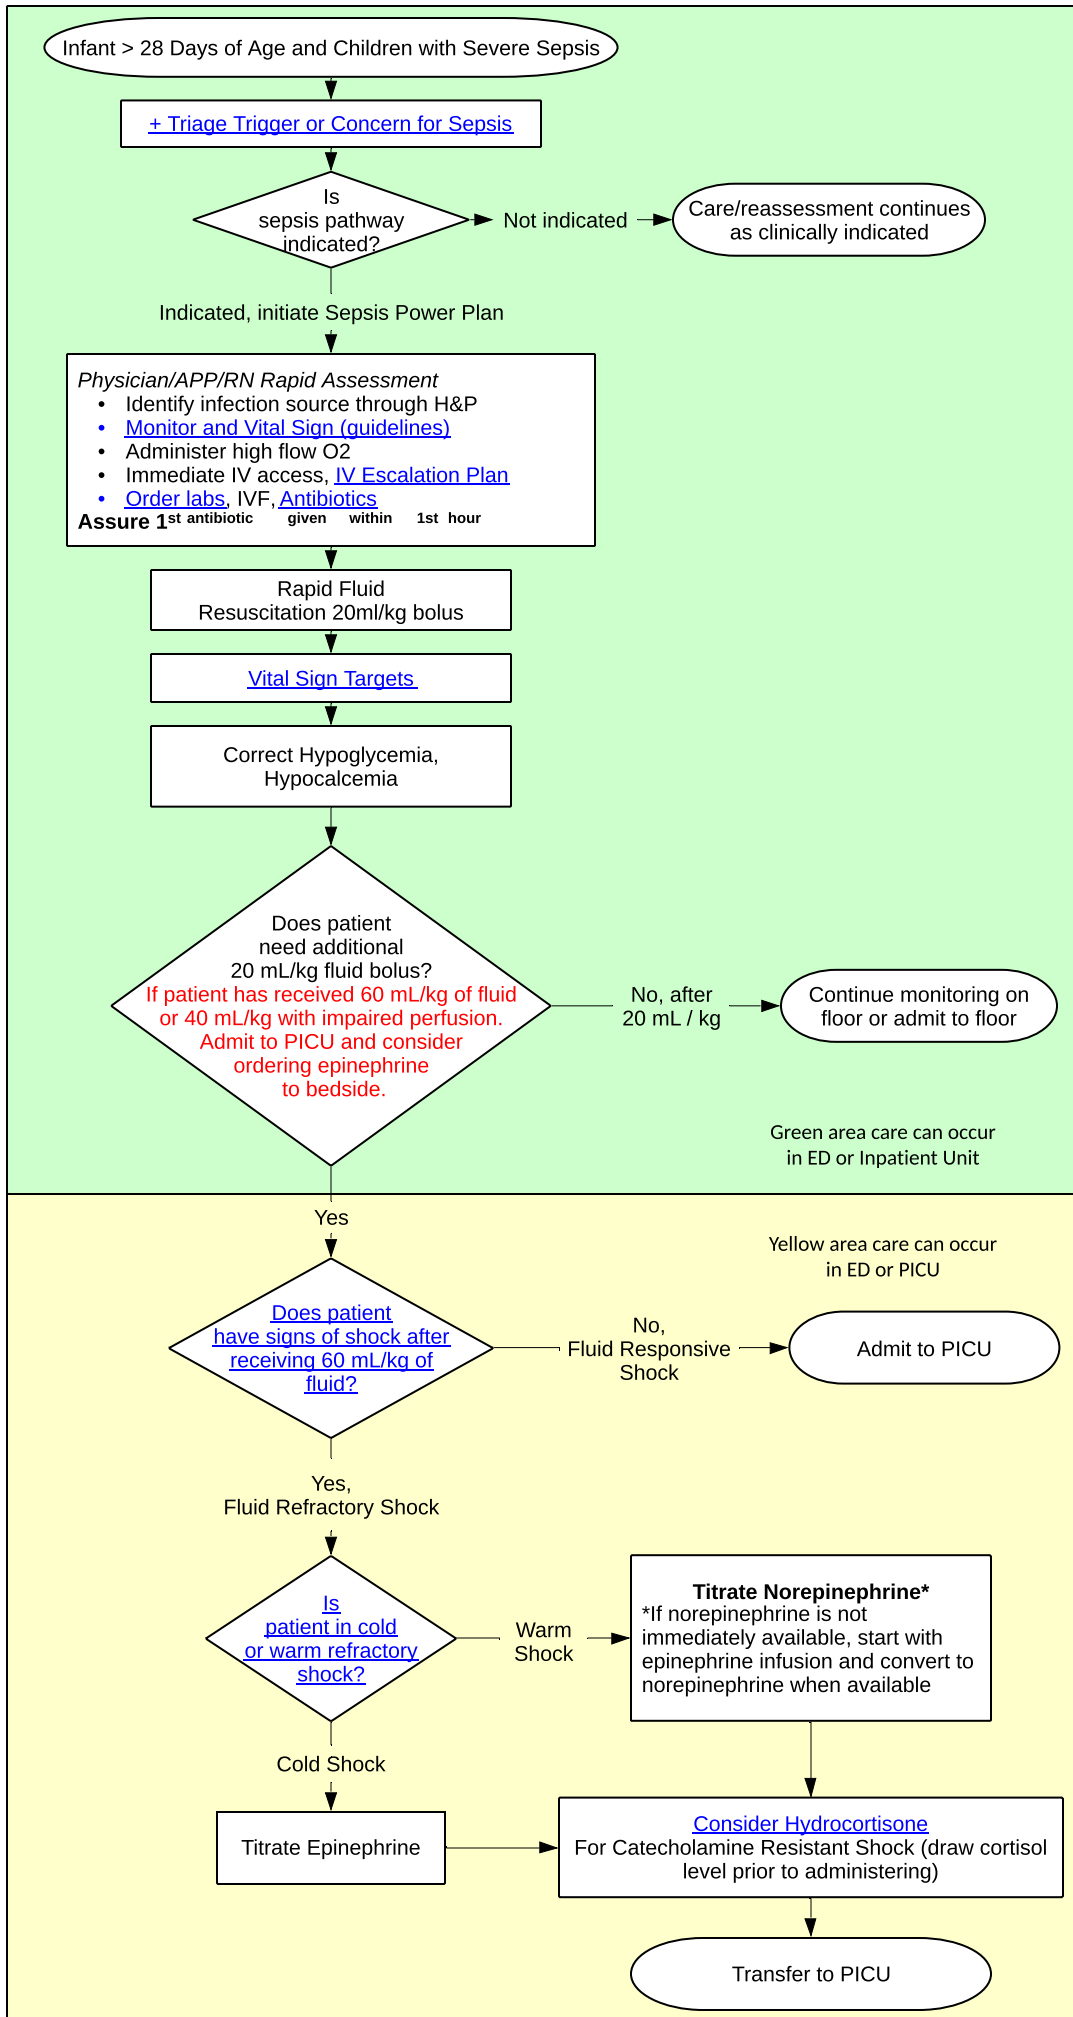 Infant > 28 Days of Age and Children with Severe Sepsis
+ Triage Trigger or Concern for Sepsis
Is
sepsis pathway
indicated?
Not indicated
Care/reassessment continues
as clinically indicated
Indicated, initiate Sepsis Power Plan
Physician/APP/RN Rapid Assessment
• Identify infection source through H&P
• Monitor and Vital Sign (guidelines)
• Administer high flow O2
• Immediate IV access, IV Escalation Plan
• Order labs, IVF, Antibiotics
Assure 1st antibiotic given within 1st hour
Rapid Fluid
Resuscitation 20ml/kg bolus
Vital Sign Targets
Correct Hypoglycemia,
Hypocalcemia
Does patient
need additional
20 mL/kg fluid bolus?
If patient has received 60 mL/kg of fluid
or 40 mL/kg with impaired perfusion.
Admit to PICU and consider
ordering epinephrine
to bedside.
No, after
20 mL / kg
Continue monitoring on
floor or admit to floor
Green area care can occur
in ED or Inpatient Unit
Yes
Yellow area care can occur
in ED or PICU
Does patient
have signs of shock after
receiving 60 mL/kg of
fluid?
No,
Fluid Responsive
Shock
Admit to PICU
Yes,
Fluid Refractory Shock
Is
patient in cold
or warm refractory
shock?
Warm
Shock
Titrate Norepinephrine*
*If norepinephrine is not
immediately available, start with
epinephrine infusion and convert to
norepinephrine when available
Cold Shock
Titrate Epinephrine
Consider Hydrocortisone
For Catecholamine Resistant Shock (draw cortisol
level prior to administering)
Transfer to PICU